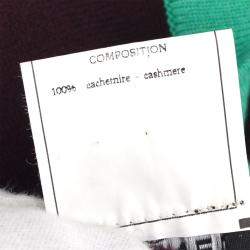 COMPOSITION
100% cachemire - cashmere